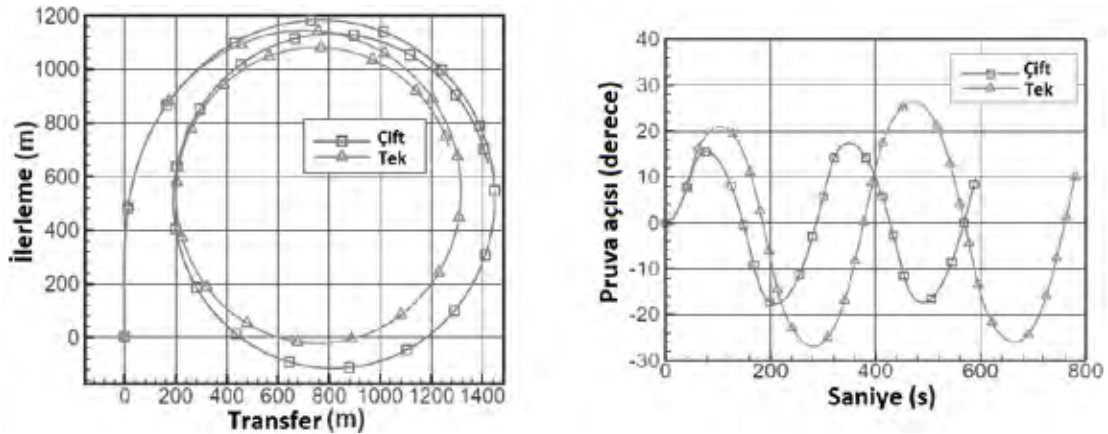 1200
1000
800
600
400
200
0
İlerleme (m)
Çift
Tek
0 200 400 600 800 1000 1200 1400
Transfer (m)
40
30
20
10
0
-10
-20
-30
Pruva açısı (derece)
Çift
Tek
0 200 400 600 800
Saniye (s)